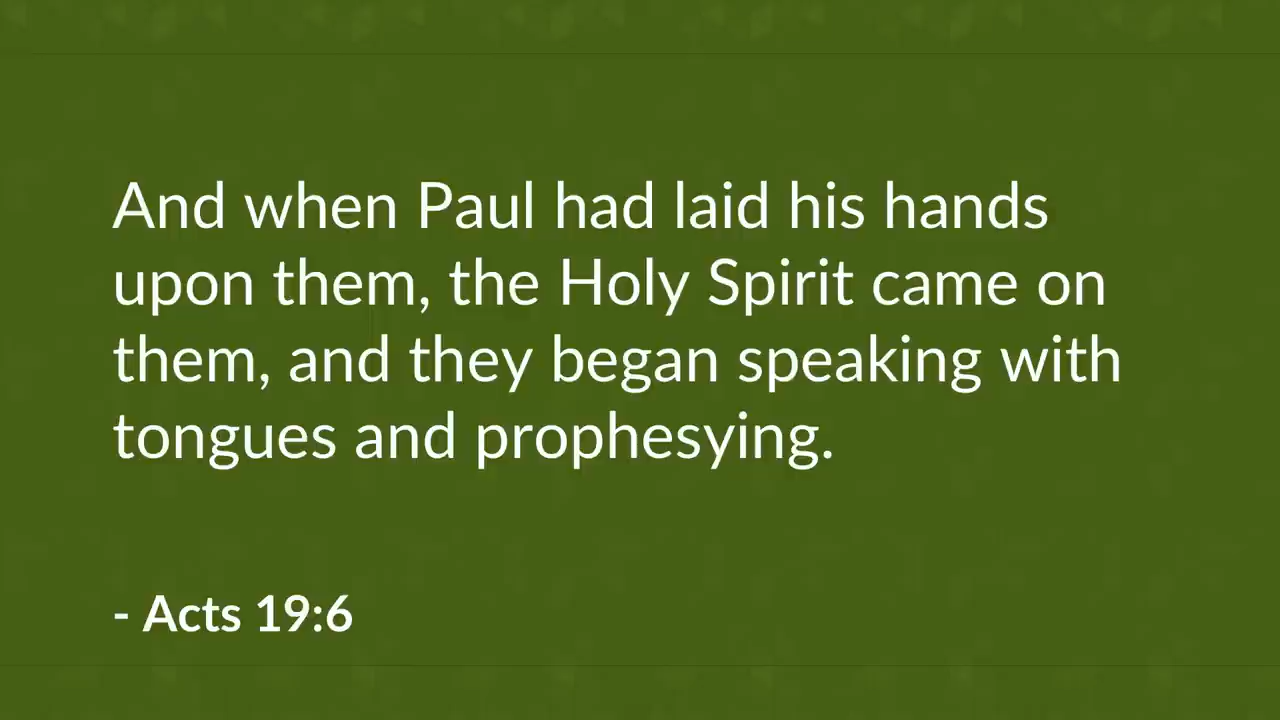 And when Paul had laid his hands
upon them, the Holy Spirit came on
them, and they began speaking with
tongues and prophesying.
- Acts 19:6